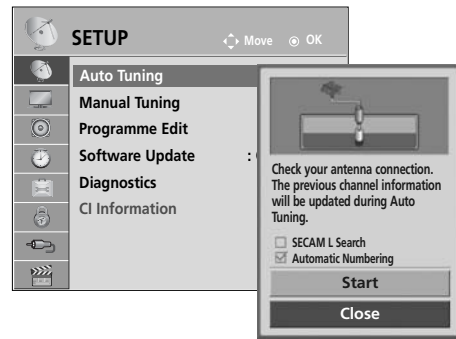 SETUP
Move OK
Auto Tuning
Manual Tuning
Programme Edit
Software Update :
Diagnostics
CI Information
Check your antenna connection.
The previous channel information
will be updated during Auto
Tuning.
SECAM L Search
Automatic Numbering
Start
Close